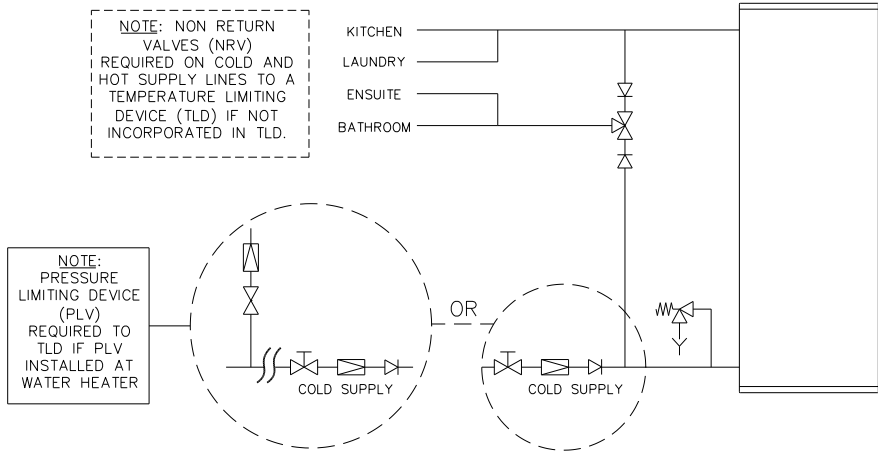 NOTE: NON RETURN
VALVES (NRV)
REQUIRED ON COLD AND
HOT SUPPLY LINES TO A
TEMPERATURE LIMITING
DEVICE (TLD) IF NOT
INCORPORATED IN TLD.
KITCHEN
LAUNDRY
ENSUITE
BATHROOM
NOTE:
PRESSURE
LIMITING DEVICE
(PLV)
REQUIRED TO
TLD IF PLV
INSTALLED AT
WATER HEATER
OR
COLD SUPPLY
COLD SUPPLY